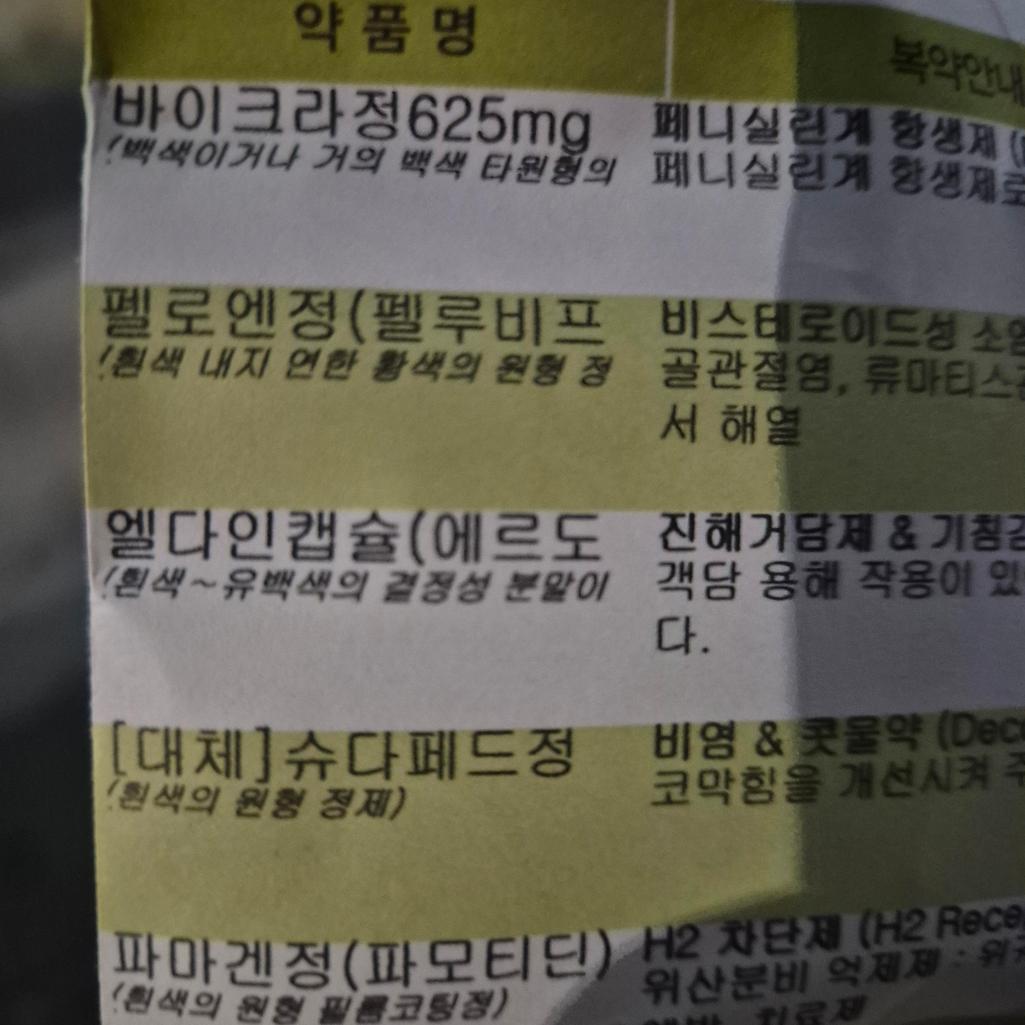 약품명
복약안내
바이크라정625mg
페니실린계 항생제
(백색이거나 거의 백색 타원형의
페니실린계 항생제로
펠로엔정(펠루비프
비스테로이드성 소염
(흰색 내지 연한 황색의 원형 정
골관절염, 류마티스
서 해열
엘다인캡슐(에르도
진해거담제 & 기침감
(흰색~유백색의 결정성 분말이
객담 용해 작용이 있
다.
[대체]슈다페드정
비염 & 콧물약 (Deco
(흰색의 원형 정제)
코막힘을 개선시켜 주
파마겐정(파모티딘)
H2 차단제 (H2 Rece
(흰색의 원형 필름코팅정)
위산분비 억제제 : 위
치료제